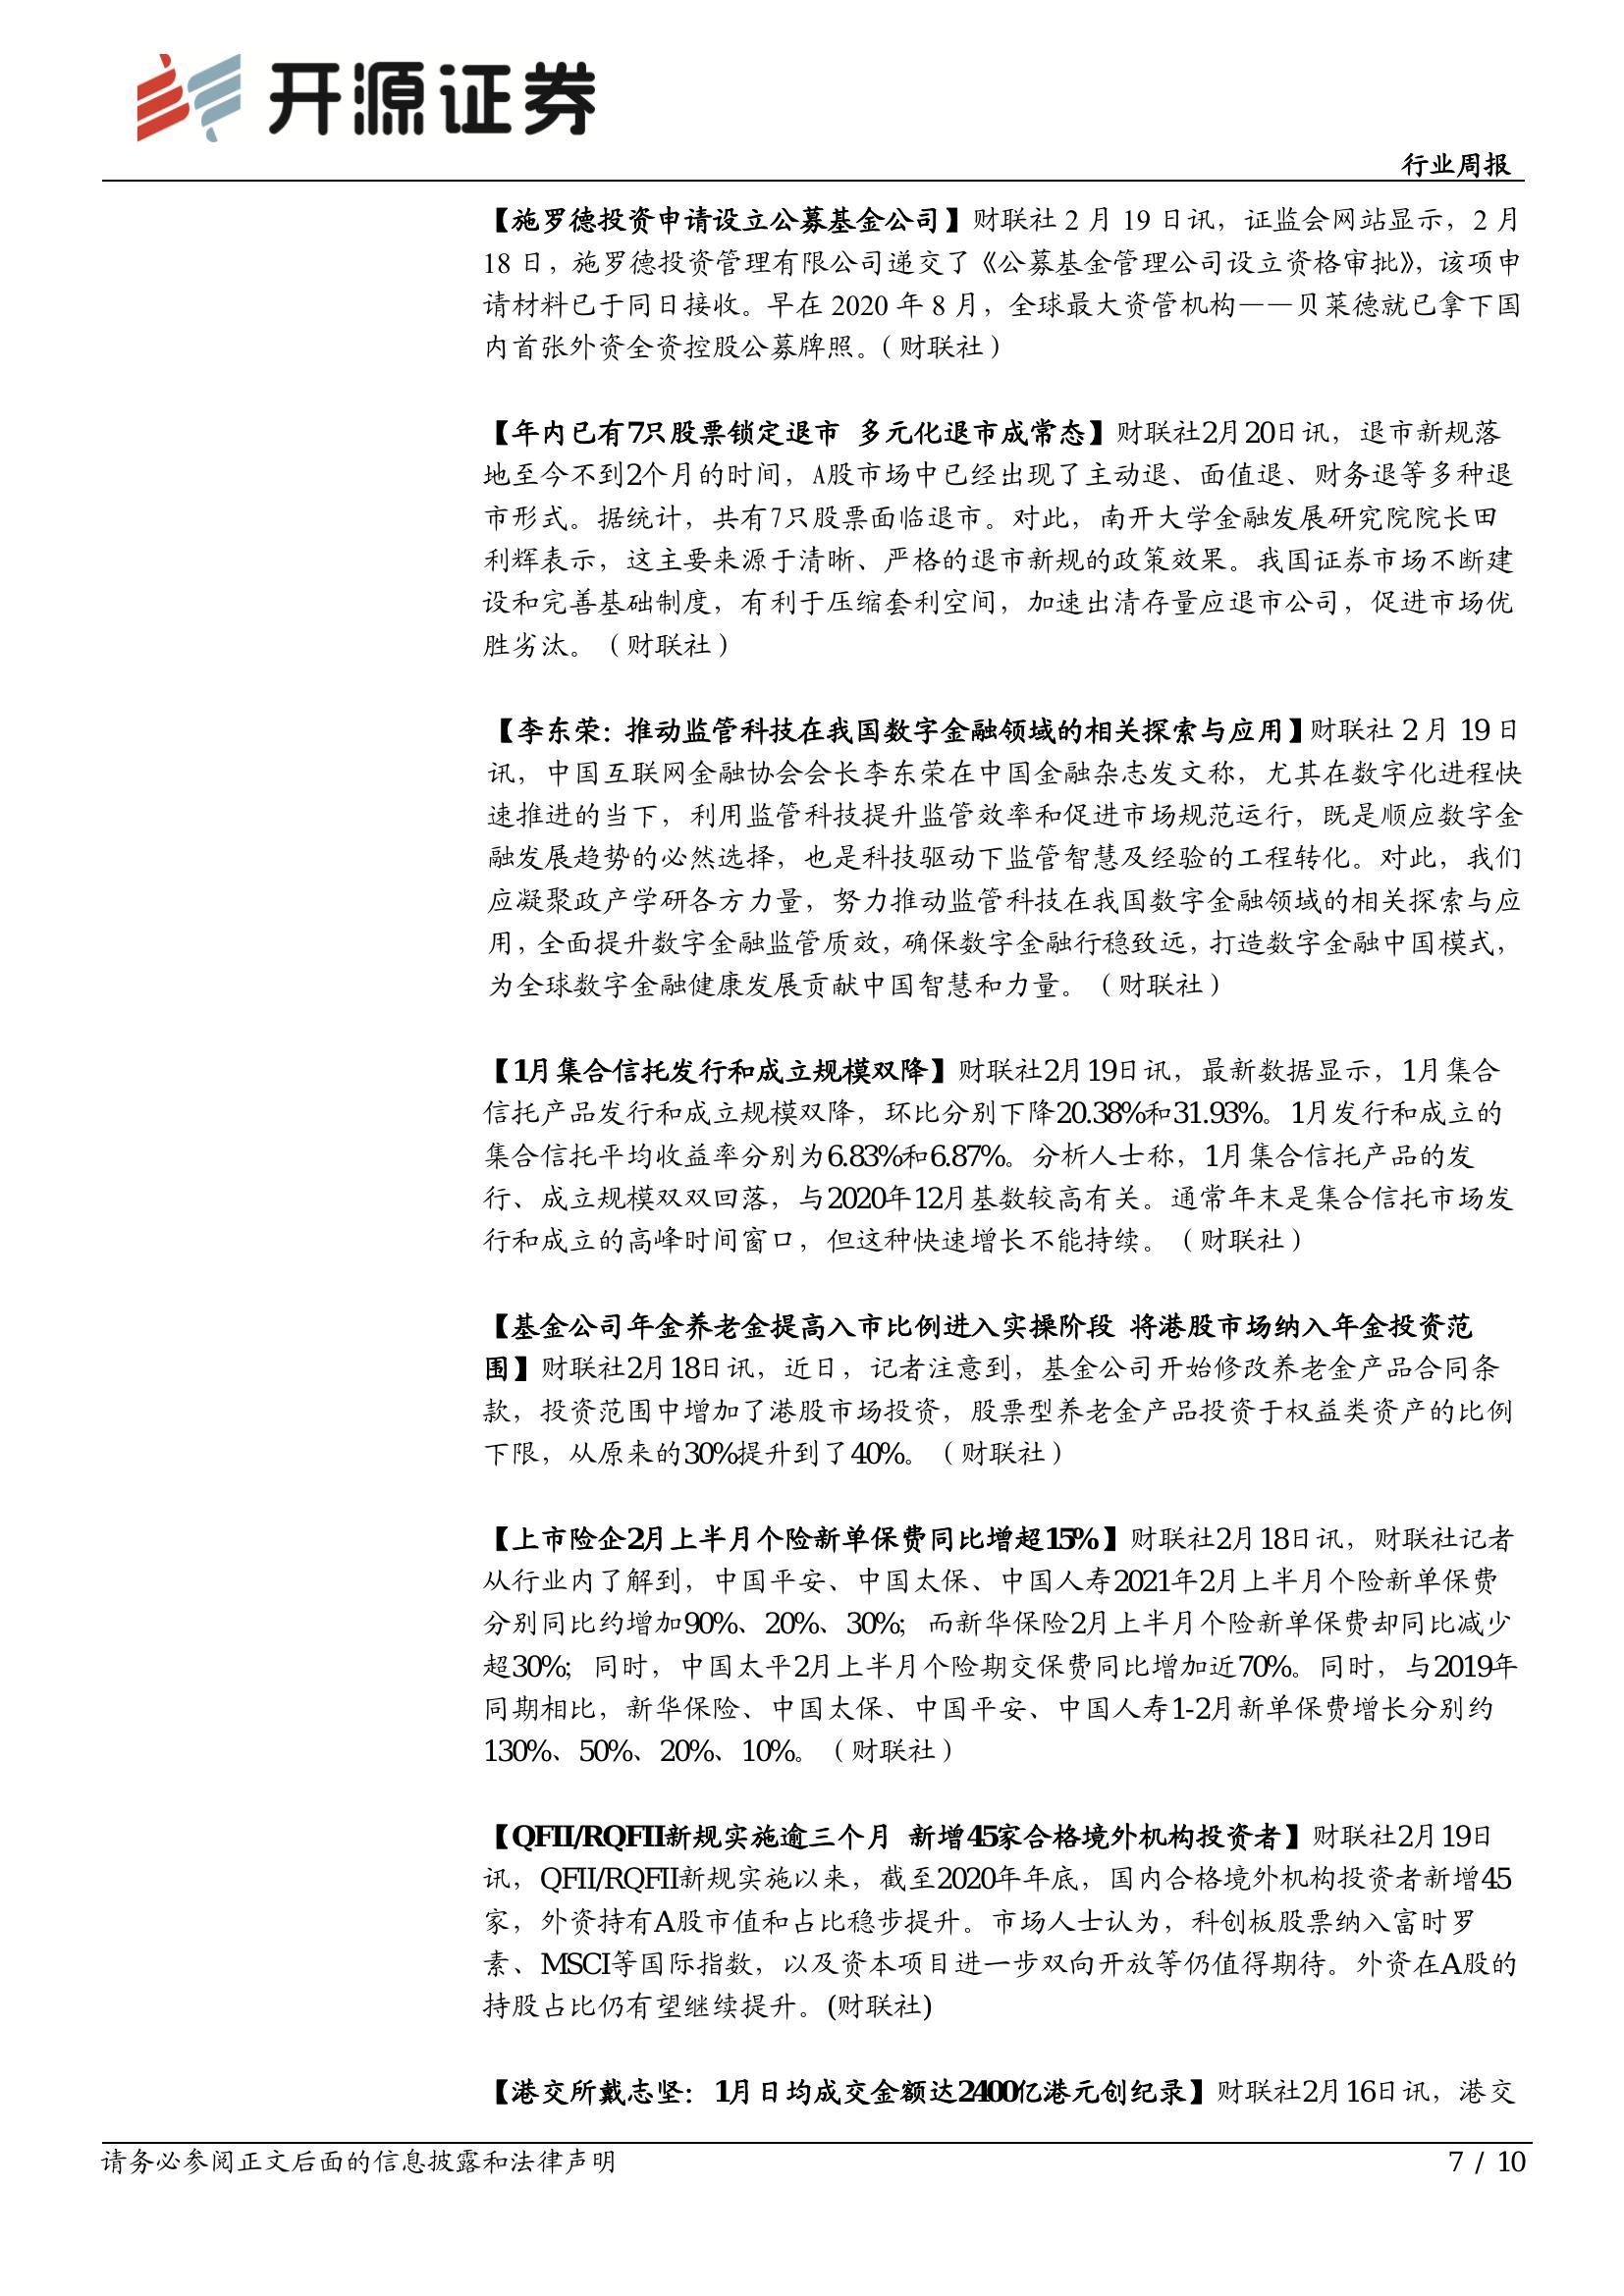 开源证券
行业周报
【施罗德投资申请设立公募基金公司】财联社 2 月 19 日讯，证监会网站显示，2 月
18 日，施罗德投资管理有限公司递交了《公募基金管理公司设立资格审批》，该项申
请材料已于同日接收。早在 2020 年 8 月，全球最大资管机构——贝莱德就已拿下国
内首张外资全资控股公募牌照。（财联社）
【年内已有7只股票锁定退市 多元化退市成常态】财联社2月20日讯，退市新规落
地至今不到2个月的时间，A股市场中已经出现了主动退、面值退、财务退等多种退
市形式。据统计，共有7只股票面临退市。对此，南开大学金融发展研究院院长田
利辉表示，这主要来源于清晰、严格的退市新规的政策效果。我国证券市场不断建
设和完善基础制度，有利于压缩套利空间，加速出清存量应退市公司，促进市场优
胜劣汰。（财联社）
【李东荣：推动监管科技在我国数字金融领域的相关探索与应用】财联社 2 月 19 日
讯，中国互联网金融协会会长李东荣在中国金融杂志发文称，尤其在数字化进程快
速推进的当下，利用监管科技提升监管效率和促进市场规范运行，既是顺应数字金
融发展趋势的必然选择，也是科技驱动下监管智慧及经验的工程转化。对此，我们
应凝聚政产学研各方力量，努力推动监管科技在我国数字金融领域的相关探索与应
用，全面提升数字金融监管质效，确保数字金融行稳致远，打造数字金融中国模式，
为全球数字金融健康发展贡献中国智慧和力量。（财联社）
【1月集合信托发行和成立规模双降】财联社2月19日讯，最新数据显示，1月集合
信托产品发行和成立规模双降，环比分别下降20.38%和31.93%。1月发行和成立的
集合信托平均收益率分别为6.83%和6.87%。分析人士称，1月集合信托产品的发
行、成立规模双双回落，与2020年12月基数较高有关。通常年末是集合信托市场发
行和成立的高峰时间窗口，但这种快速增长不能持续。（财联社）
【基金公司年金养老金提高入市比例进入实操阶段 将港股市场纳入年金投资范
围】财联社2月18日讯，近日，记者注意到，基金公司开始修改养老金产品合同条
款，投资范围中增加了港股市场投资，股票型养老金产品投资于权益类资产的比例
下限，从原来的30%提升到了40%。（财联社）
【上市险企2月上半月个险新单保费同比增超15%】财联社2月18日讯，财联社记者
从行业内了解到，中国平安、中国太保、中国人寿2021年2月上半月个险新单保费
分别同比约增加90%、20%、30%；而新华保险2月上半月个险新单保费却同比减少
超30%；同时，中国太平2月上半月个险期交保费同比增加近70%。同时，与2019年
同期相比，新华保险、中国太保、中国平安、中国人寿1-2月新单保费增长分别约
130%、50%、20%、10%。（财联社）
【QFII/RQFII新规实施逾三个月 新增45家合格境外机构投资者】财联社2月19日
讯，QFII/RQFII新规实施以来，截至2020年年底，国内合格境外机构投资者新增45
家，外资持有A股市值和占比稳步提升。市场人士认为，科创板股票纳入富时罗
素、MSCI等国际指数，以及资本项目进一步双向开放等仍值得期待。外资在A股的
持股占比仍有望继续提升。(财联社)
【港交所戴志坚：1月日均成交金额达2400亿港元创纪录】财联社2月16日讯，港交
请务必参阅正文后面的信息披露和法律声明
7 / 10